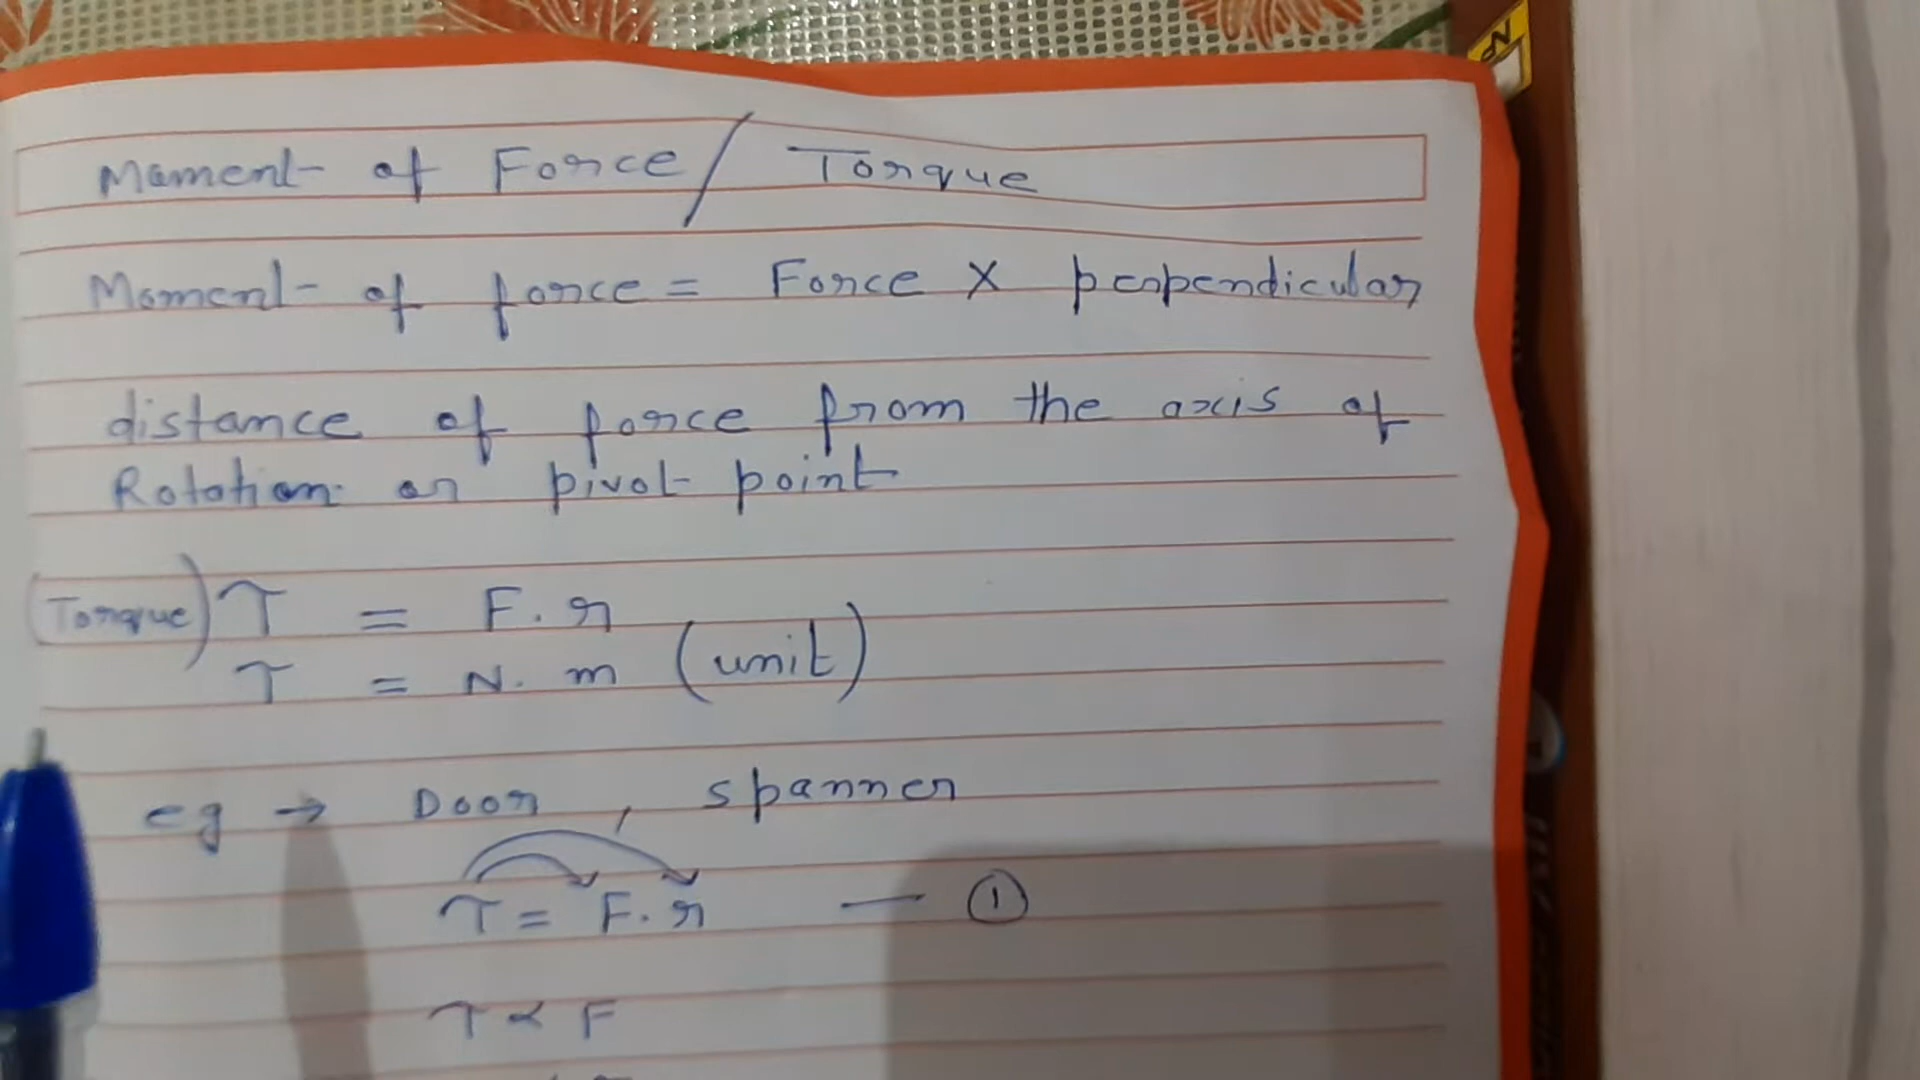 Mament of Force / Torque
Moment of force = Force X perpendicular
distance of force from the axis of
Rotation or pivot point
(Torque) τ = F. r
τ = N. m (unit)
eg → Door , spanner
τ = F. r — ①
τ ∝ F